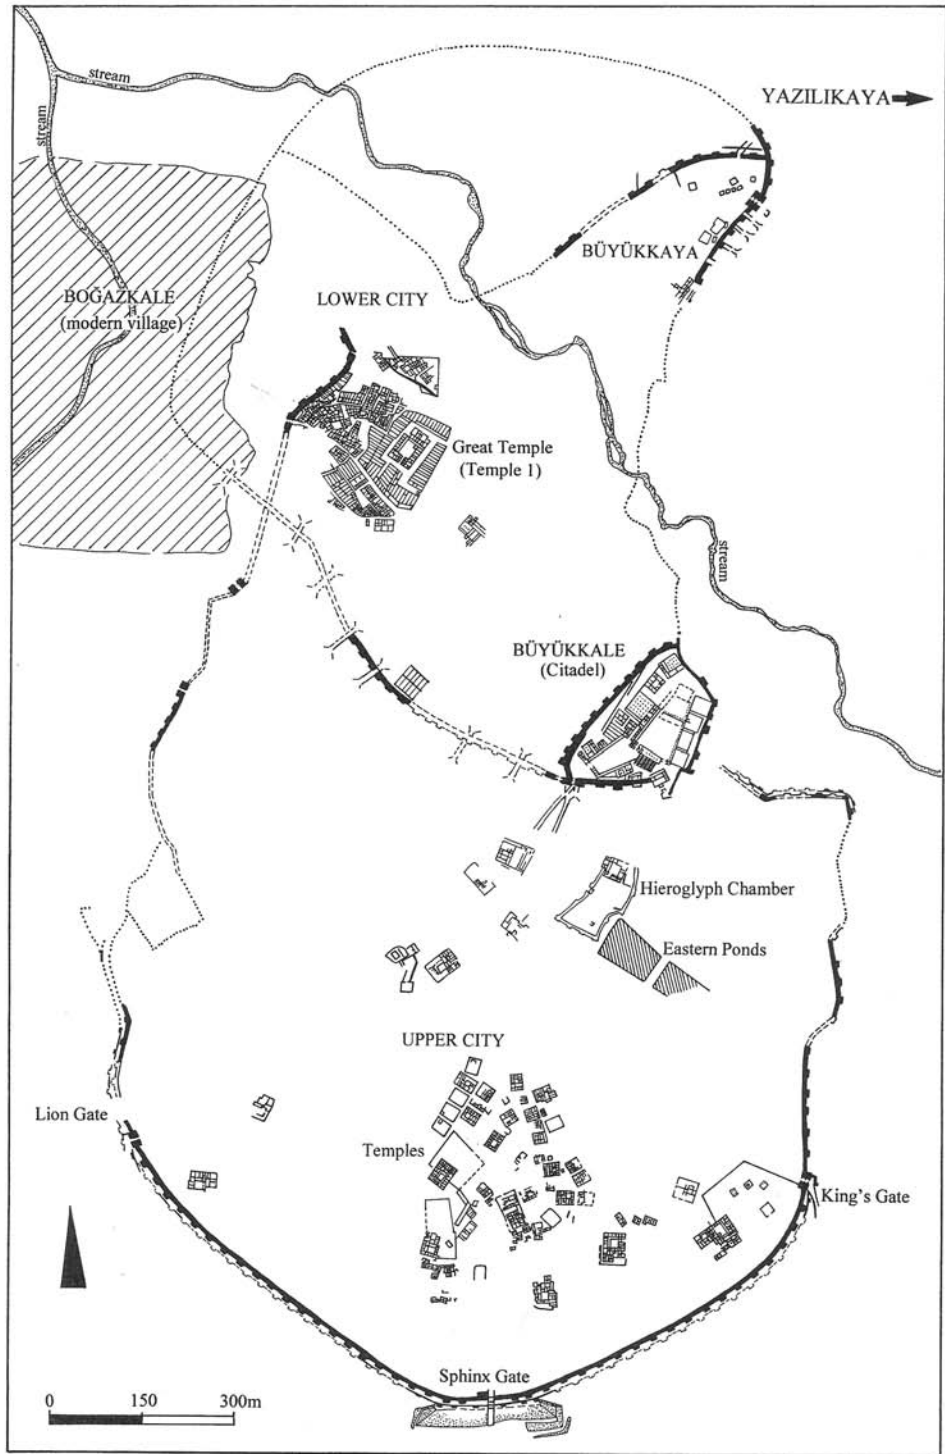 stream
stream
YAZILIKAYA
BÜYÜKKAYA
BOĞAZKALE
(modern village)
LOWER CITY
Great Temple
(Temple 1)
stream
BÜYÜKKALE
(Citadel)
Hieroglyph Chamber
Eastern Ponds
UPPER CITY
Lion Gate
Temples
King's Gate
Sphinx Gate
0 150 300m